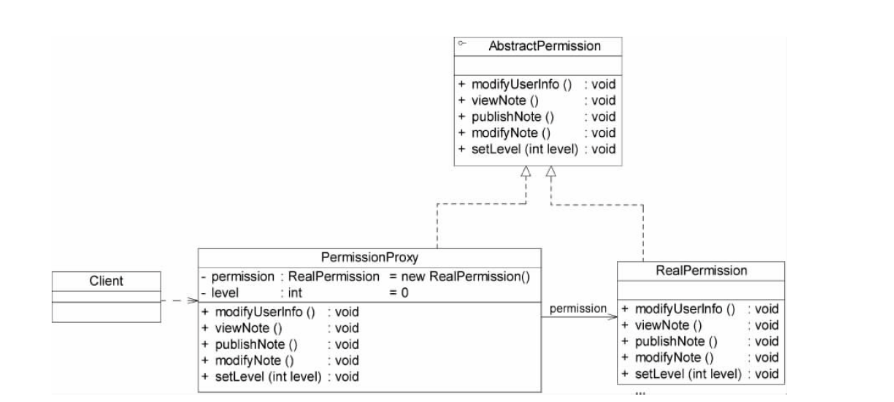 AbstractPermission
+ modifyUserInfo () : void
+ viewNote () : void
+ publishNote () : void
+ modifyNote () : void
+ setLevel (int level) : void
PermissionProxy
- permission : RealPermission = new RealPermission()
- level : int = 0
+ modifyUserInfo () : void
+ viewNote () : void
+ publishNote () : void
+ modifyNote () : void
+ setLevel (int level) : void
Client
permission
RealPermission
+ modifyUserInfo () : void
+ viewNote () : void
+ publishNote () : void
+ modifyNote () : void
+ setLevel (int level) : void
...